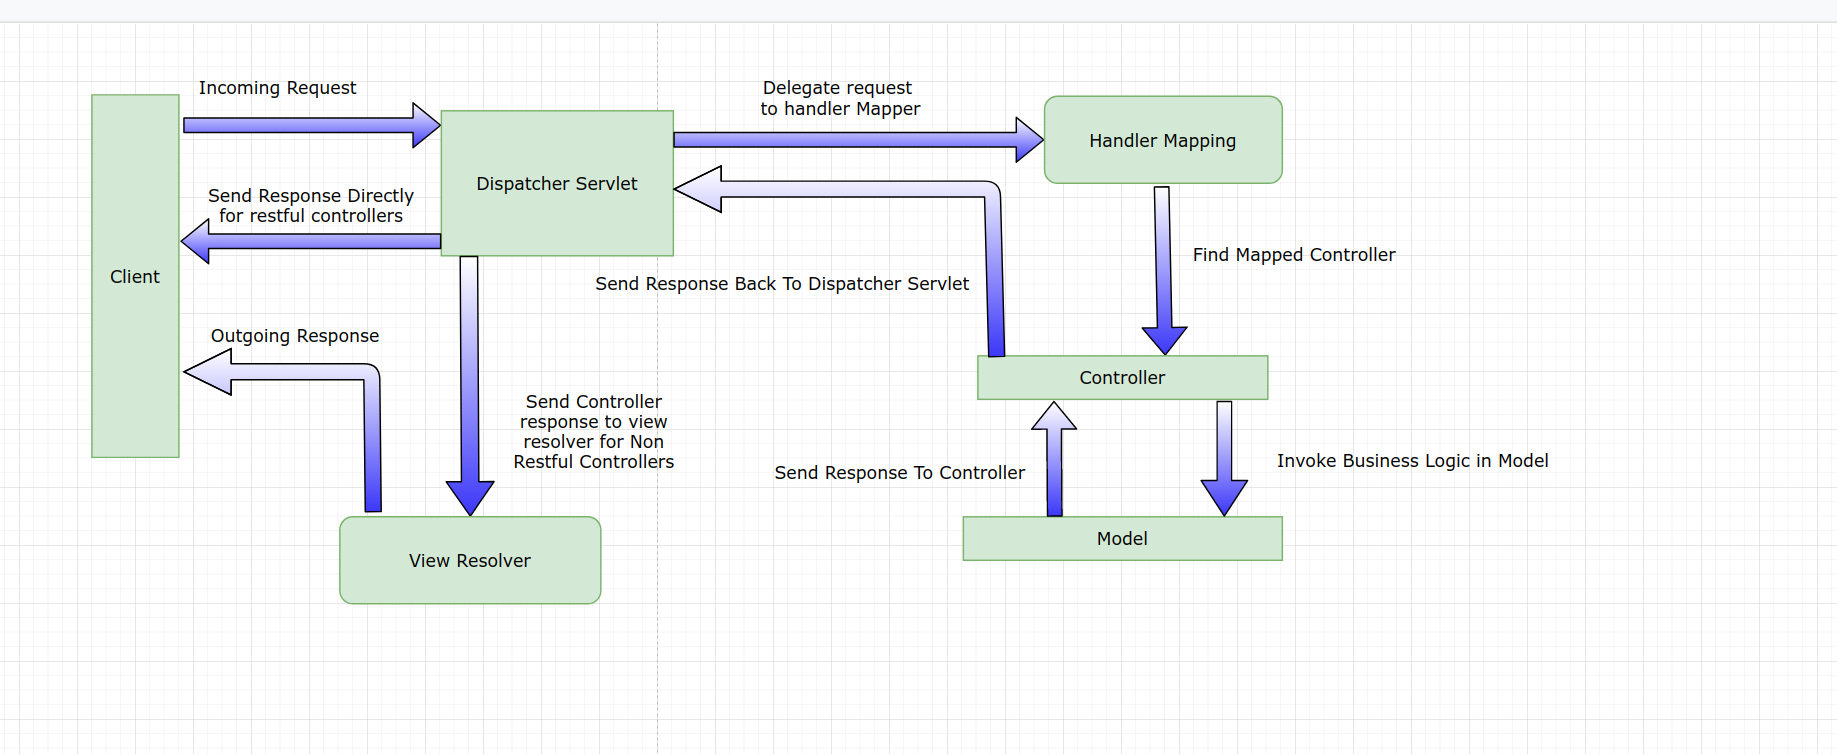 Incoming Request
Delegate request
to handler Mapper
Handler Mapping
Dispatcher Servlet
Send Response Directly
for restful controllers
Find Mapped Controller
Client
Send Response Back To Dispatcher Servlet
Outgoing Response
Controller
Send Controller
response to view
resolver for Non
Restful Controllers
Send Response To Controller
Invoke Business Logic in Model
Model
View Resolver